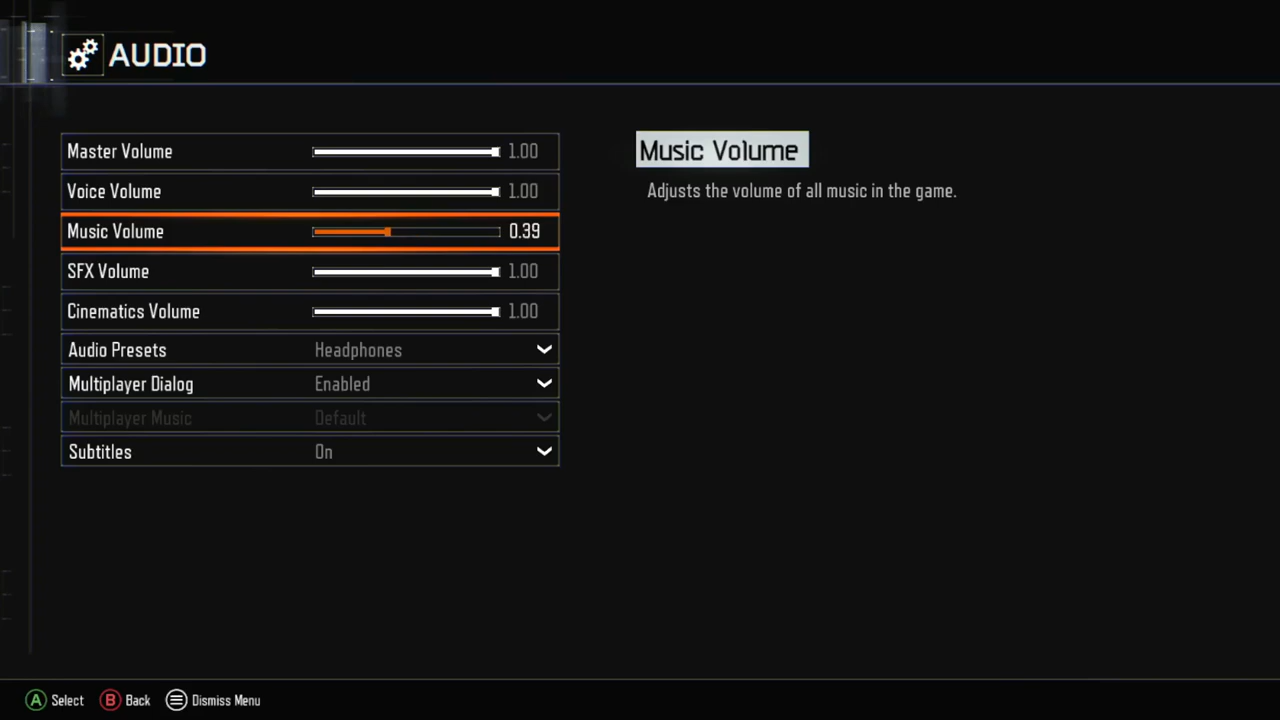 AUDIO
Master Volume 1.00
Voice Volume 1.00
Music Volume 0.39
SFX Volume 1.00
Cinematics Volume 1.00
Audio Presets Headphones
Multiplayer Dialog Enabled
Multiplayer Music Default
Subtitles On
Music Volume
Adjusts the volume of all music in the game.
A Select B Back Dismiss Menu